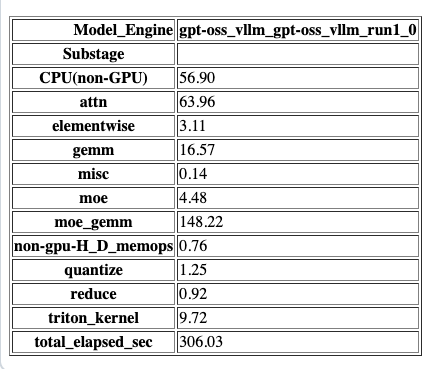 Model_Engine gpt-oss_vllm_gpt-oss_vllm_run1_0
Substage
CPU(non-GPU) 56.90
attn 63.96
elementwise 3.11
gemm 16.57
misc 0.14
moe 4.48
moe_gemm 148.22
non-gpu-H_D_memops 0.76
quantize 1.25
reduce 0.92
triton_kernel 9.72
total_elapsed_sec 306.03